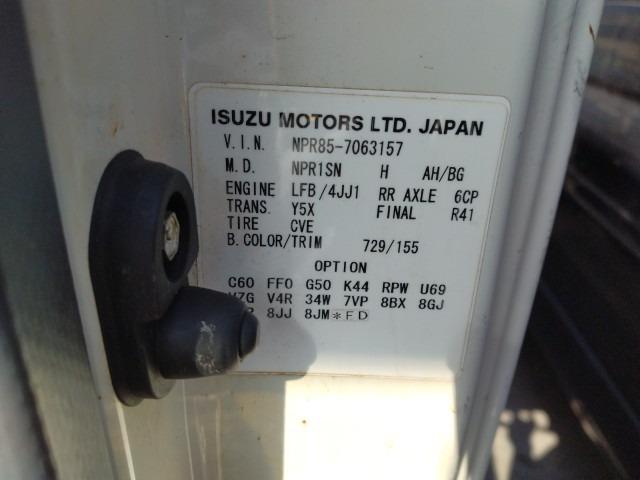 ISUZU MOTORS LTD. JAPAN
V.I.N. NPR85-7063157
M.D. NPR1SN H AH/BG
ENGINE LFB/4JJ1 RR AXLE 6CP
TRANS. Y5X FINAL R41
TIRE CVE
B.COLOR/TRIM 729/155
OPTION
C60 FF0 G50 K44 RPW U69
V4R 34W 7VP 8BX 8GJ
8JJ 8JM*FD